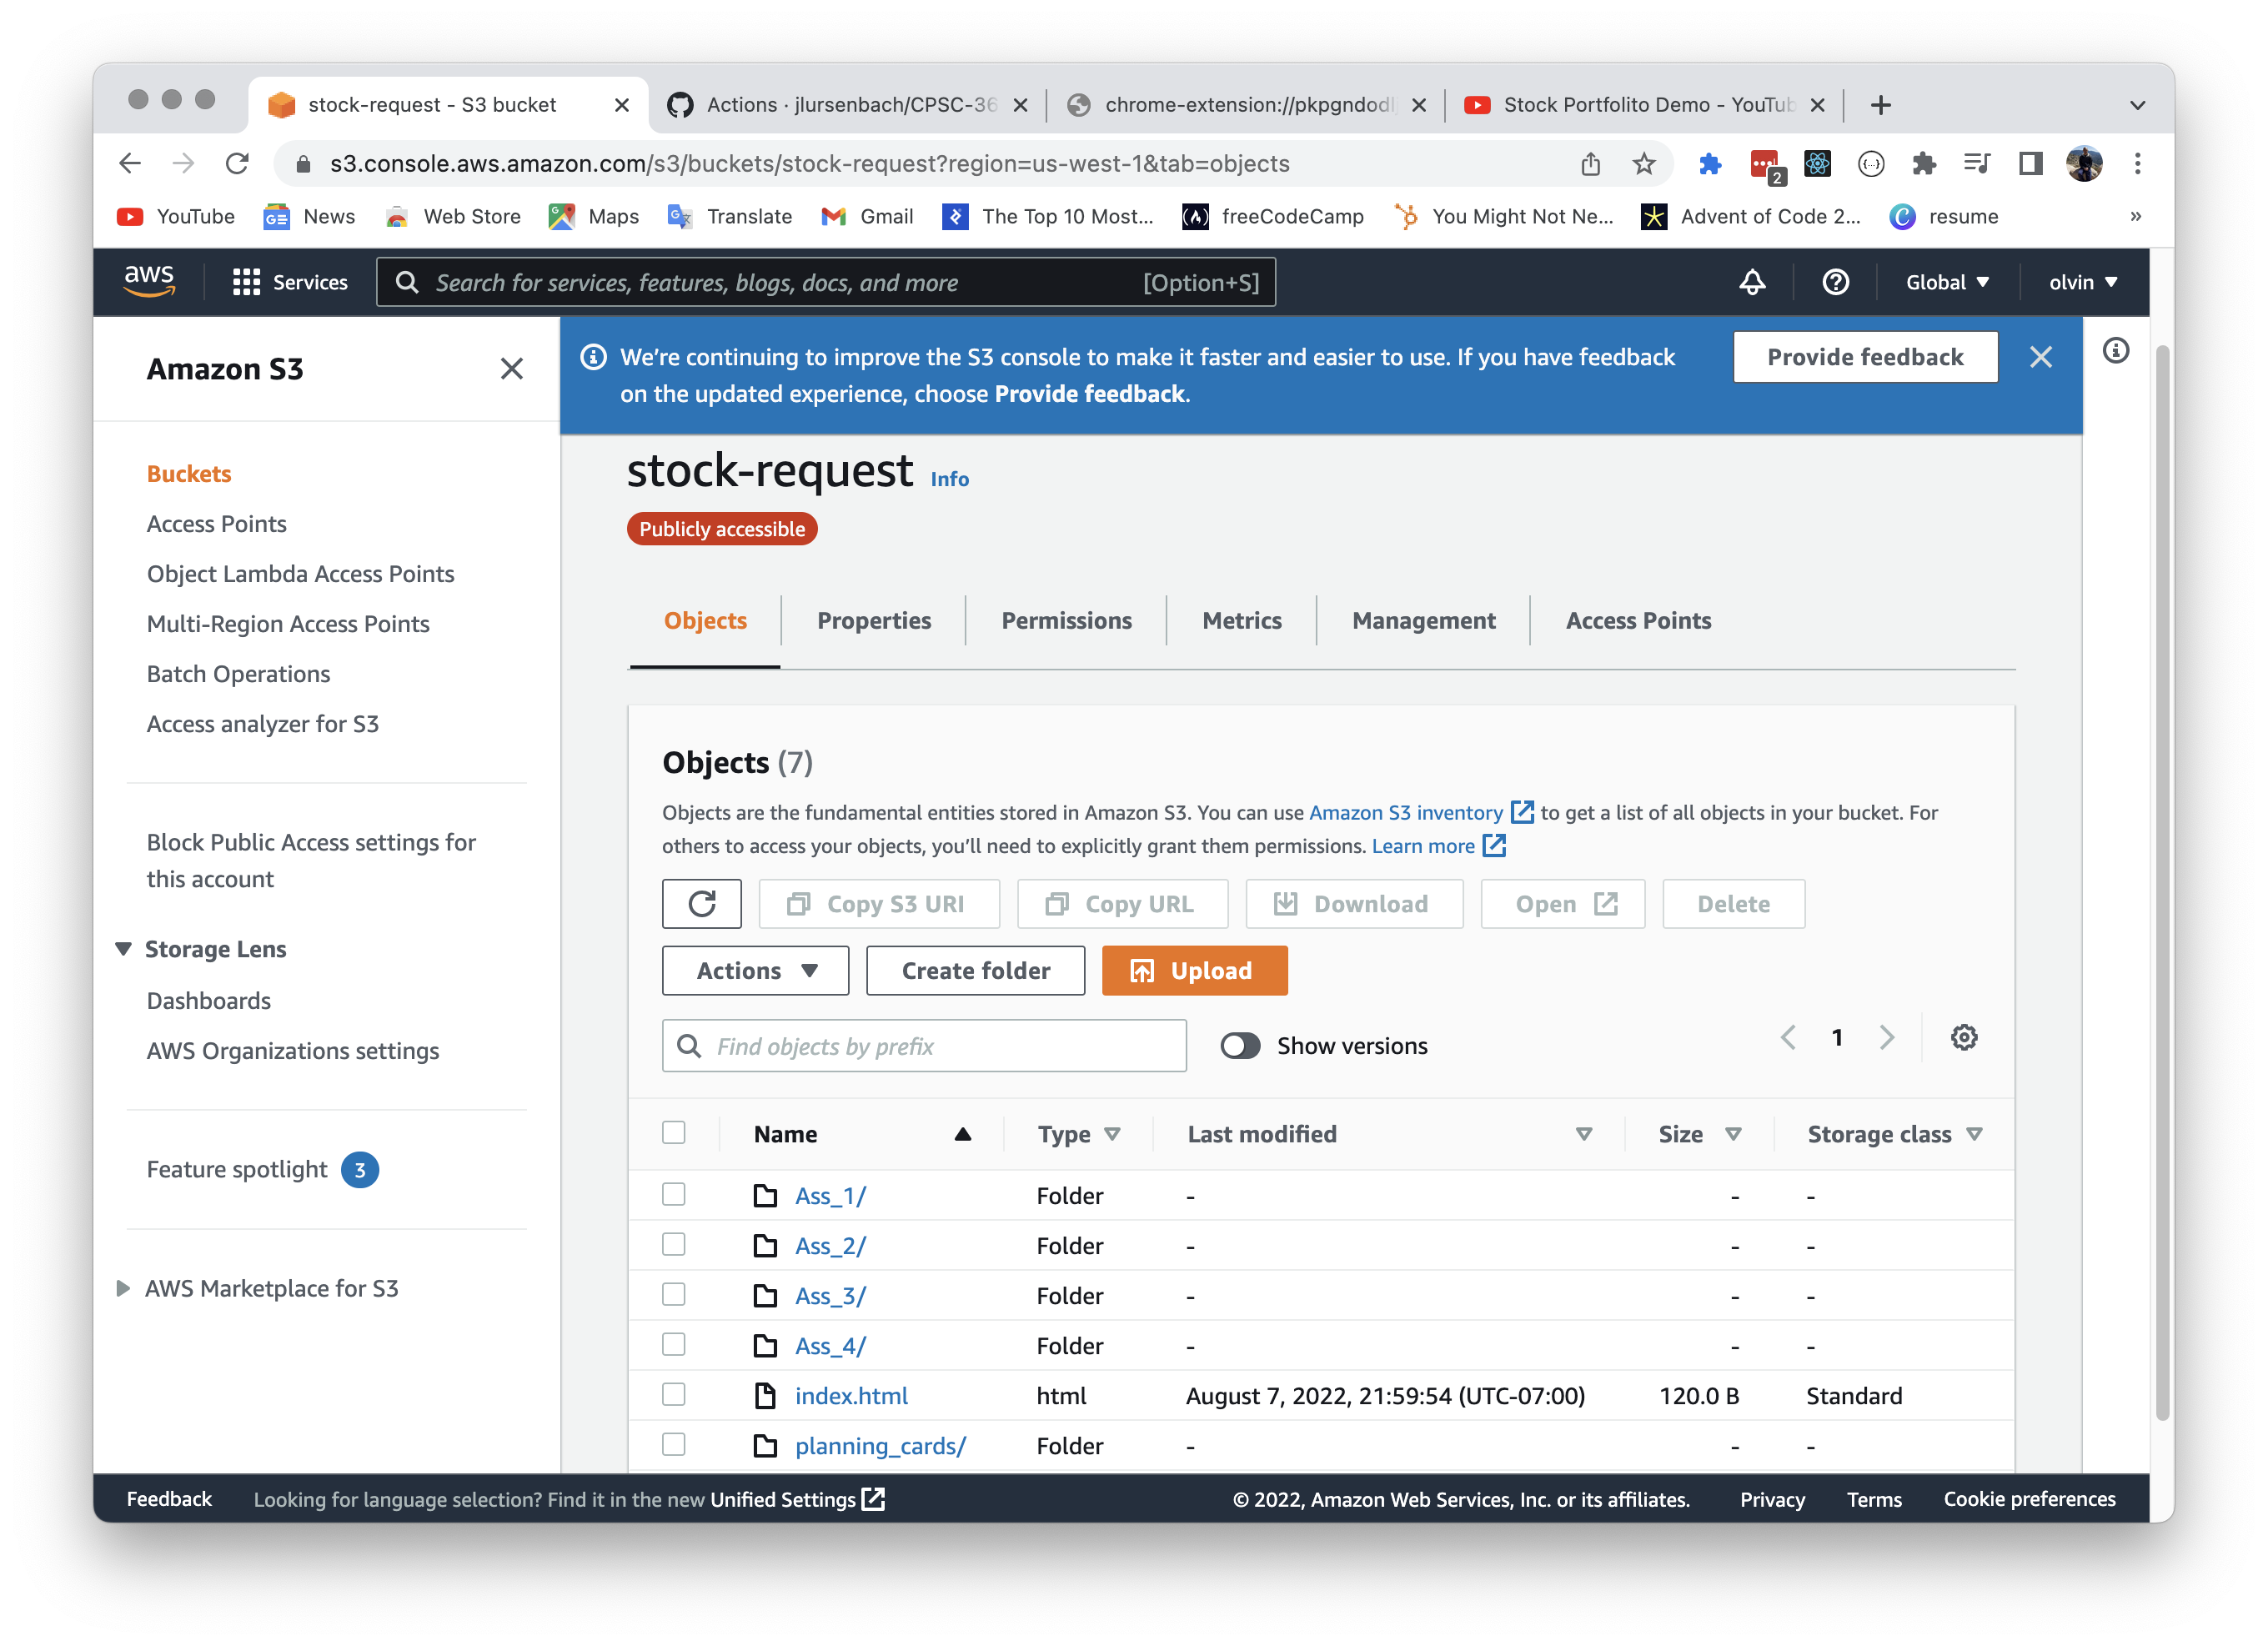 stock-request - S3 bucket
Actions · jlursenbach/CPSC-36
chrome-extension://pkpgndodl
Stock Portfolito Demo - YouTub
s3.console.aws.amazon.com/s3/buckets/stock-request?region=us-west-1&tab=objects
2
YouTube
News
Web Store
Maps
Translate
Gmail
The Top 10 Most...
freeCodeCamp
You Might Not Ne...
Advent of Code 2...
resume
»
aws
Services
Search for services, features, blogs, docs, and more
[Option+S]
Global
olvin
Amazon S3
Buckets
Access Points
Object Lambda Access Points
Multi-Region Access Points
Batch Operations
Access analyzer for S3
Block Public Access settings for
this account
Storage Lens
Dashboards
AWS Organizations settings
Feature spotlight 3
AWS Marketplace for S3
We're continuing to improve the S3 console to make it faster and easier to use. If you have feedback
on the updated experience, choose Provide feedback.
Provide feedback
stock-request Info
Publicly accessible
Objects
Properties
Permissions
Metrics
Management
Access Points
Objects (7)
Objects are the fundamental entities stored in Amazon S3. You can use Amazon S3 inventory to get a list of all objects in your bucket. For
others to access your objects, you'll need to explicitly grant them permissions. Learn more
Copy S3 URI
Copy URL
Download
Open
Delete
Actions
Create folder
Upload
Find objects by prefix
Show versions
1
Name Type Last modified Size Storage class
Ass_1/ Folder - - -
Ass_2/ Folder - - -
Ass_3/ Folder - - -
Ass_4/ Folder - - -
index.html html August 7, 2022, 21:59:54 (UTC-07:00) 120.0 B Standard
planning_cards/ Folder - - -
Feedback
Looking for language selection? Find it in the new Unified Settings
© 2022, Amazon Web Services, Inc. or its affiliates.
Privacy
Terms
Cookie preferences